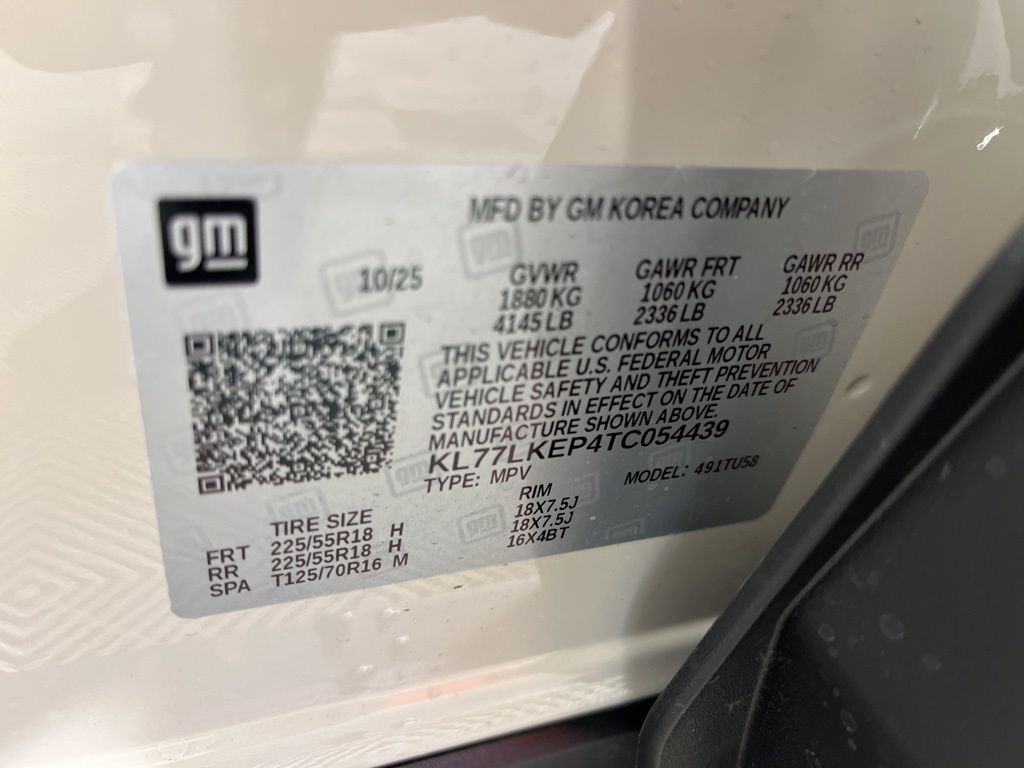 gm
MFD BY GM KOREA COMPANY
10/25 GVWR GAWR FRT GAWR RR
1880 KG 1060 KG 1060 KG
4145 LB 2336 LB 2336 LB
THIS VEHICLE CONFORMS TO ALL
APPLICABLE U.S. FEDERAL MOTOR
VEHICLE SAFETY AND THEFT PREVENTION
STANDARDS IN EFFECT ON THE DATE OF
MANUFACTURE SHOWN ABOVE.
KL77LKEP4TC054439
TYPE: MPV MODEL: 491TU58
TIRE SIZE RIM
FRT 225/55R18 H 18X7.5J
RR 225/55R18 H 18X7.5J
SPA T125/70R16 M 16X4BT